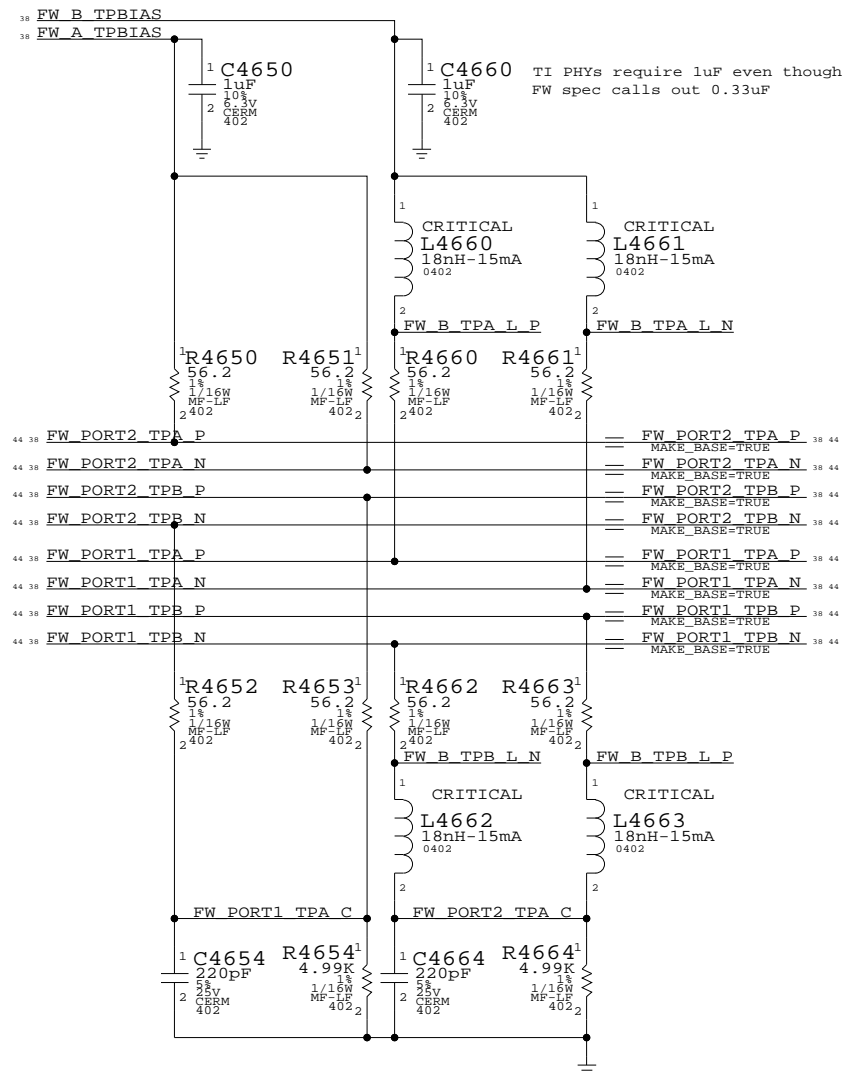 38 FW_B_TPBIAS
38 FW_A_TPBIAS
1 C4650
1uF
10%
6.3V
2 CERM
402
1 C4660
1uF
10%
6.3V
2 CERM
402
TI PHYs require 1uF even though
FW spec calls out 0.33uF
1
CRITICAL
L4660
18nH-15mA
0402
2
1
CRITICAL
L4661
18nH-15mA
0402
2
FW_B_TPA_L_P
FW_B_TPA_L_N
1 R4650
56.2
1%
1/16W
MF-LF
2 402
R4651 1
56.2
1%
1/16W
MF-LF
402 2
1 R4660
56.2
1%
1/16W
MF-LF
2 402
R4661 1
56.2
1%
1/16W
MF-LF
402 2
44 38 FW_PORT2_TPA_P FW_PORT2_TPA_P 38 44
MAKE_BASE=TRUE
44 38 FW_PORT2_TPA_N FW_PORT2_TPA_N 38 44
MAKE_BASE=TRUE
44 38 FW_PORT2_TPB_P FW_PORT2_TPB_P 38 44
MAKE_BASE=TRUE
44 38 FW_PORT2_TPB_N FW_PORT2_TPB_N 38 44
MAKE_BASE=TRUE
44 38 FW_PORT1_TPA_P FW_PORT1_TPA_P 38 44
MAKE_BASE=TRUE
44 38 FW_PORT1_TPA_N FW_PORT1_TPA_N 38 44
MAKE_BASE=TRUE
44 38 FW_PORT1_TPB_P FW_PORT1_TPB_P 38 44
MAKE_BASE=TRUE
44 38 FW_PORT1_TPB_N FW_PORT1_TPB_N 38 44
MAKE_BASE=TRUE
1 R4652
56.2
1%
1/16W
MF-LF
2 402
R4653 1
56.2
1%
1/16W
MF-LF
402 2
1 R4662
56.2
1%
1/16W
MF-LF
2 402
R4663 1
56.2
1%
1/16W
MF-LF
402 2
FW_B_TPB_L_N
FW_B_TPB_L_P
1
CRITICAL
L4662
18nH-15mA
0402
2
1
CRITICAL
L4663
18nH-15mA
0402
2
FW_PORT1_TPA_C
FW_PORT2_TPA_C
1 C4654
220pF
5%
2 25V
CERM
402
R4654 1
4.99K
1%
1/16W
MF-LF
402 2
1 C4664
220pF
5%
2 25V
CERM
402
R4664 1
4.99K
1%
1/16W
MF-LF
402 2